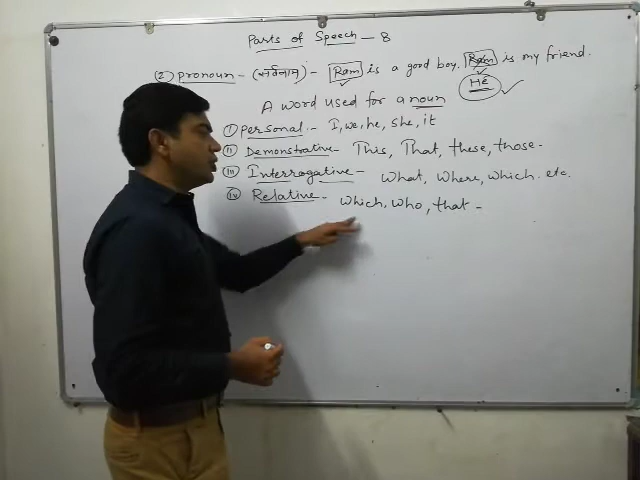 Parts of Speech - 8
(2) Pronoun - (सर्वनाम) - Ram is a good boy. Ram is my friend.
He
A word used for a noun
(i) Personal - I, we, he, she, it
(ii) Demonstrative - This, That, these, those -
(iii) Interrogative - What, Where, which. etc.
(iv) Relative - Which, Who, that -